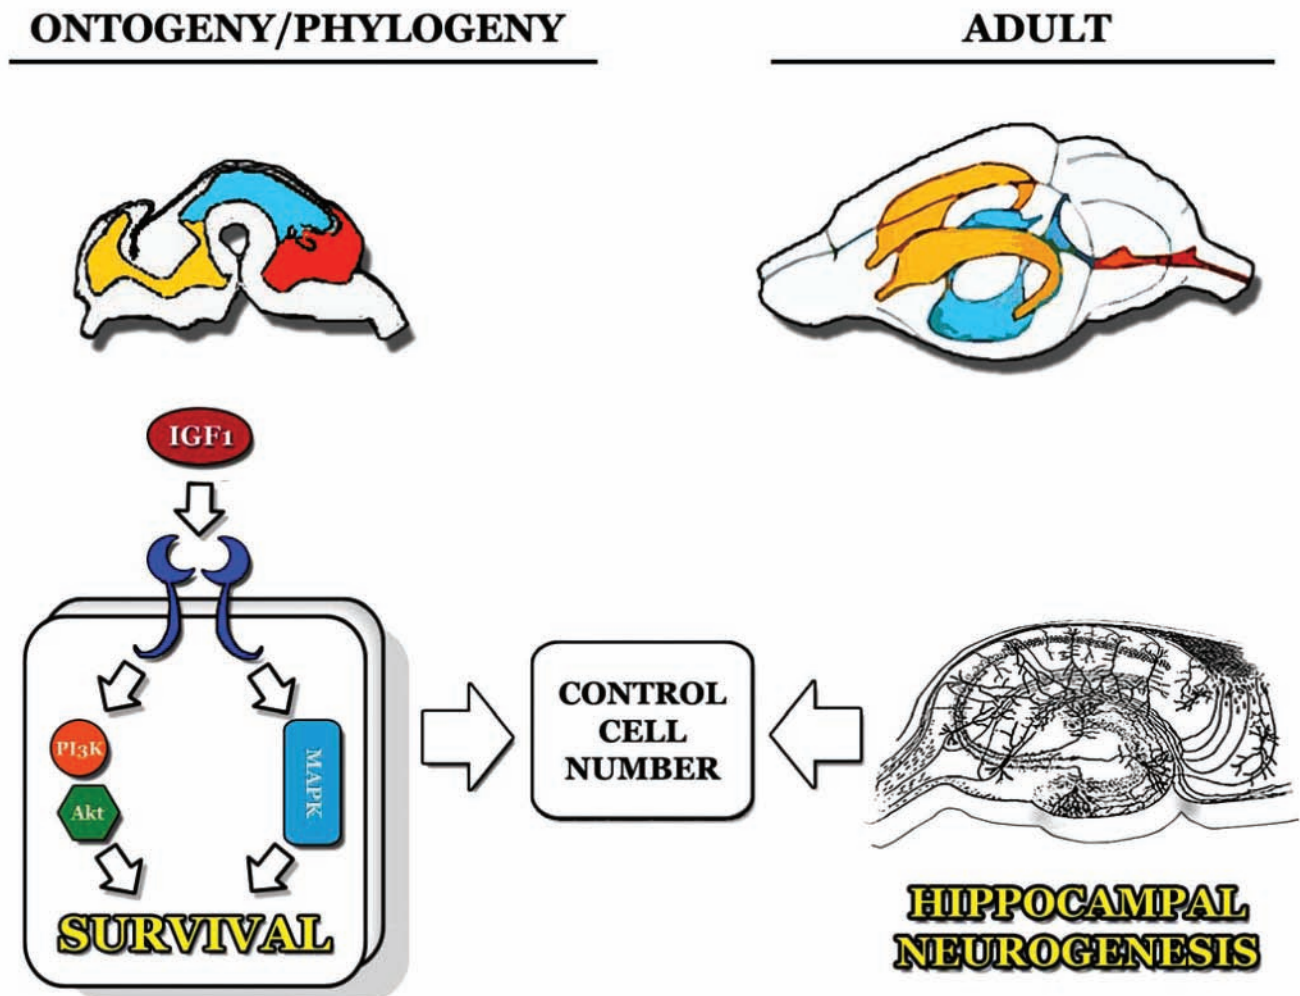 ONTOGENY/PHYLOGENY
ADULT
IGF1
PI3K
Akt
MAPK
SURVIVAL
CONTROL
CELL
NUMBER
HIPPOCAMPAL
NEUROGENESIS